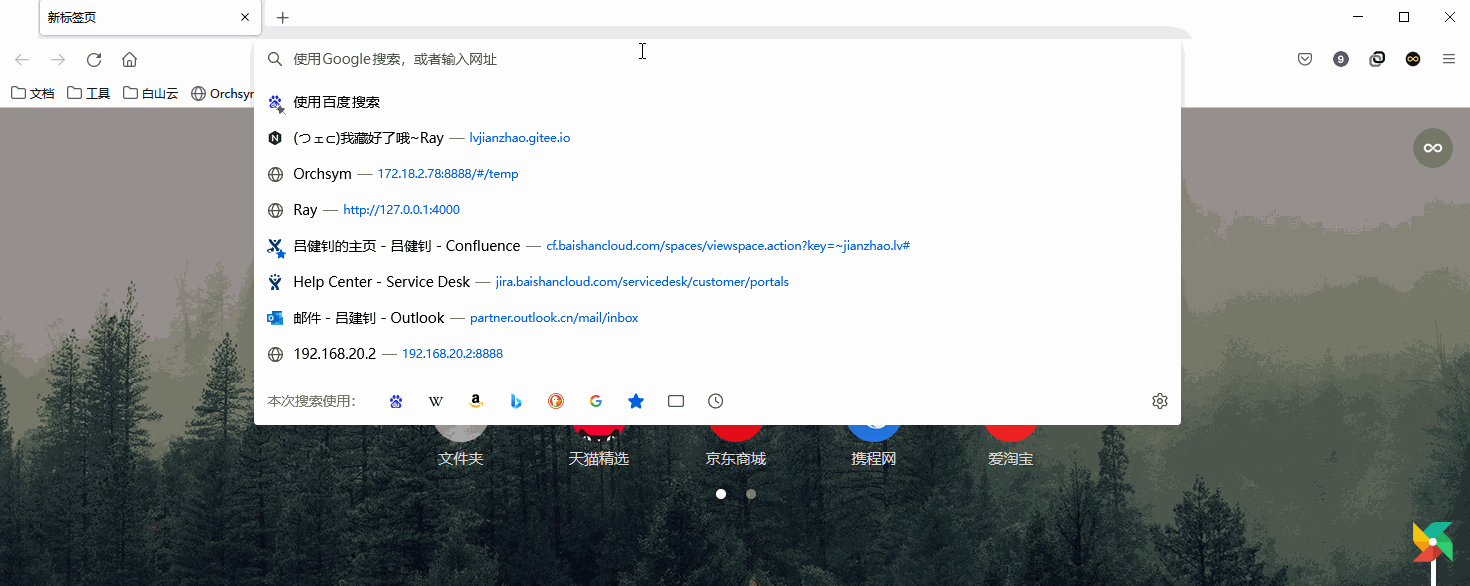 新标签页
使用Google搜索，或者输入网址
9
文档 工具 白山云 Orchsyr
使用百度搜索
(つェ⊂)我藏好了哦~Ray — lvjianzhao.gitee.io
Orchsym — 172.18.2.78:8888/#/temp
Ray — http://127.0.0.1:4000
吕健钊的主页 - 吕健钊 - Confluence — cf.baishancloud.com/spaces/viewspace.action?key=~jianzhao.lv#
Help Center - Service Desk — jira.baishancloud.com/servicedesk/customer/portals
邮件 - 吕建钊 - Outlook — partner.outlook.cn/mail/inbox
192.168.20.2 — 192.168.20.2:8888
本次搜索使用：
文件夹 天猫精选 京东商城 携程网 爱淘宝